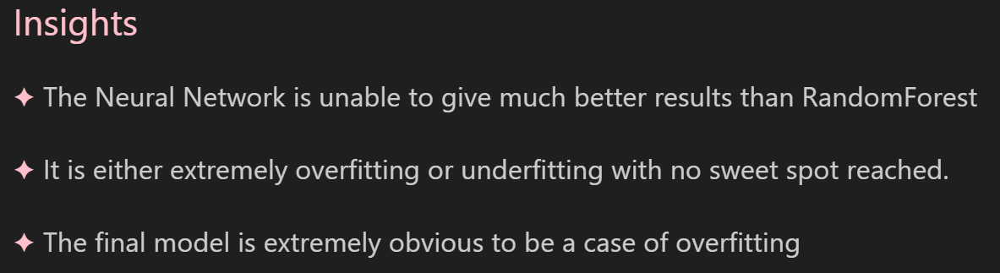 Insights
✦ The Neural Network is unable to give much better results than RandomForest
✦ It is either extremely overfitting or underfitting with no sweet spot reached.
✦ The final model is extremely obvious to be a case of overfitting